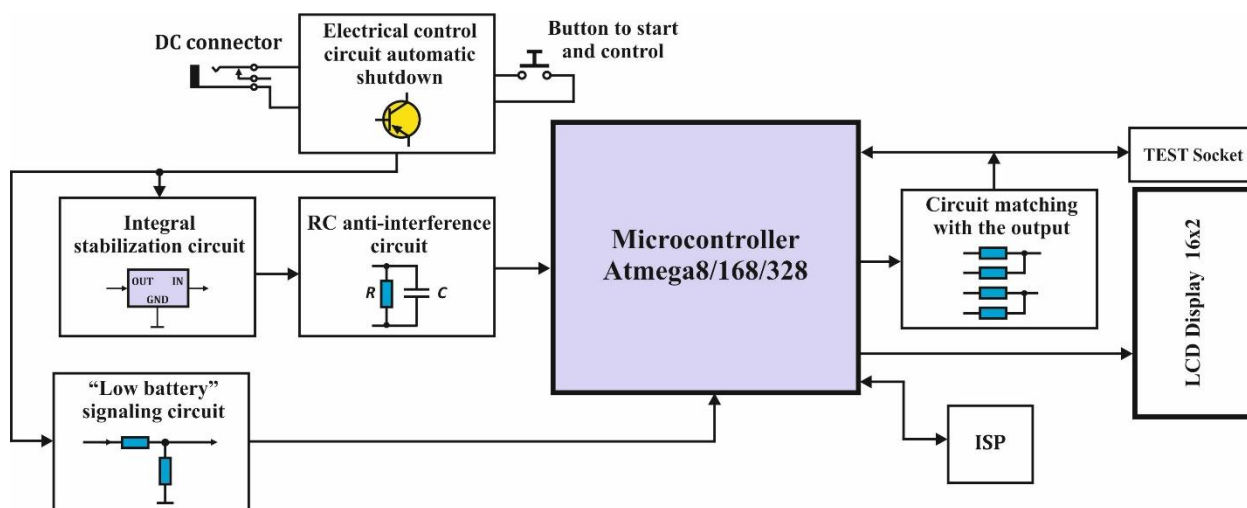 DC connector
Electrical control
circuit automatic
shutdown
Button to start
and control
Integral
stabilization circuit
OUT IN
GND
RC anti-interference
circuit
R
C
Microcontroller
Atmega8/168/328
TEST Socket
Circuit matching
with the output
LCD Display 16x2
“Low battery”
signaling circuit
ISP